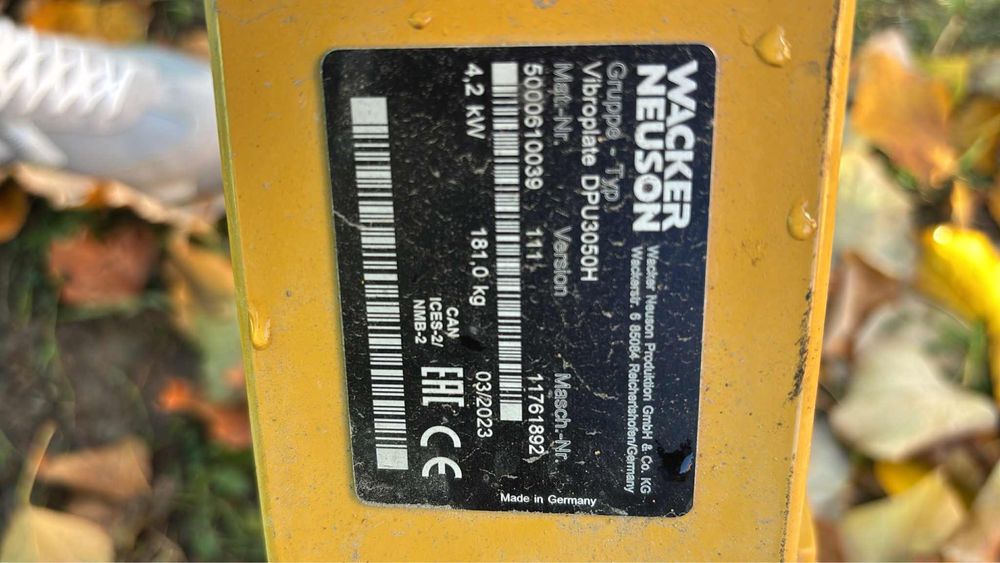 WACKER
NEUSON
Wacker Neuson Produktion GmbH & Co. KG
Wackerstr. 6 85084 Reichertshofen/Germany
Gruppe - Typ
Vibroplate DPU3050H
Mat.-Nr. / Version - Masch.-Nr.
5000610039 111 11761892
4,2 kW 181,0 kg 03/2023
CAN
ICES-2/
NMB-2
EAC CE
Made in Germany